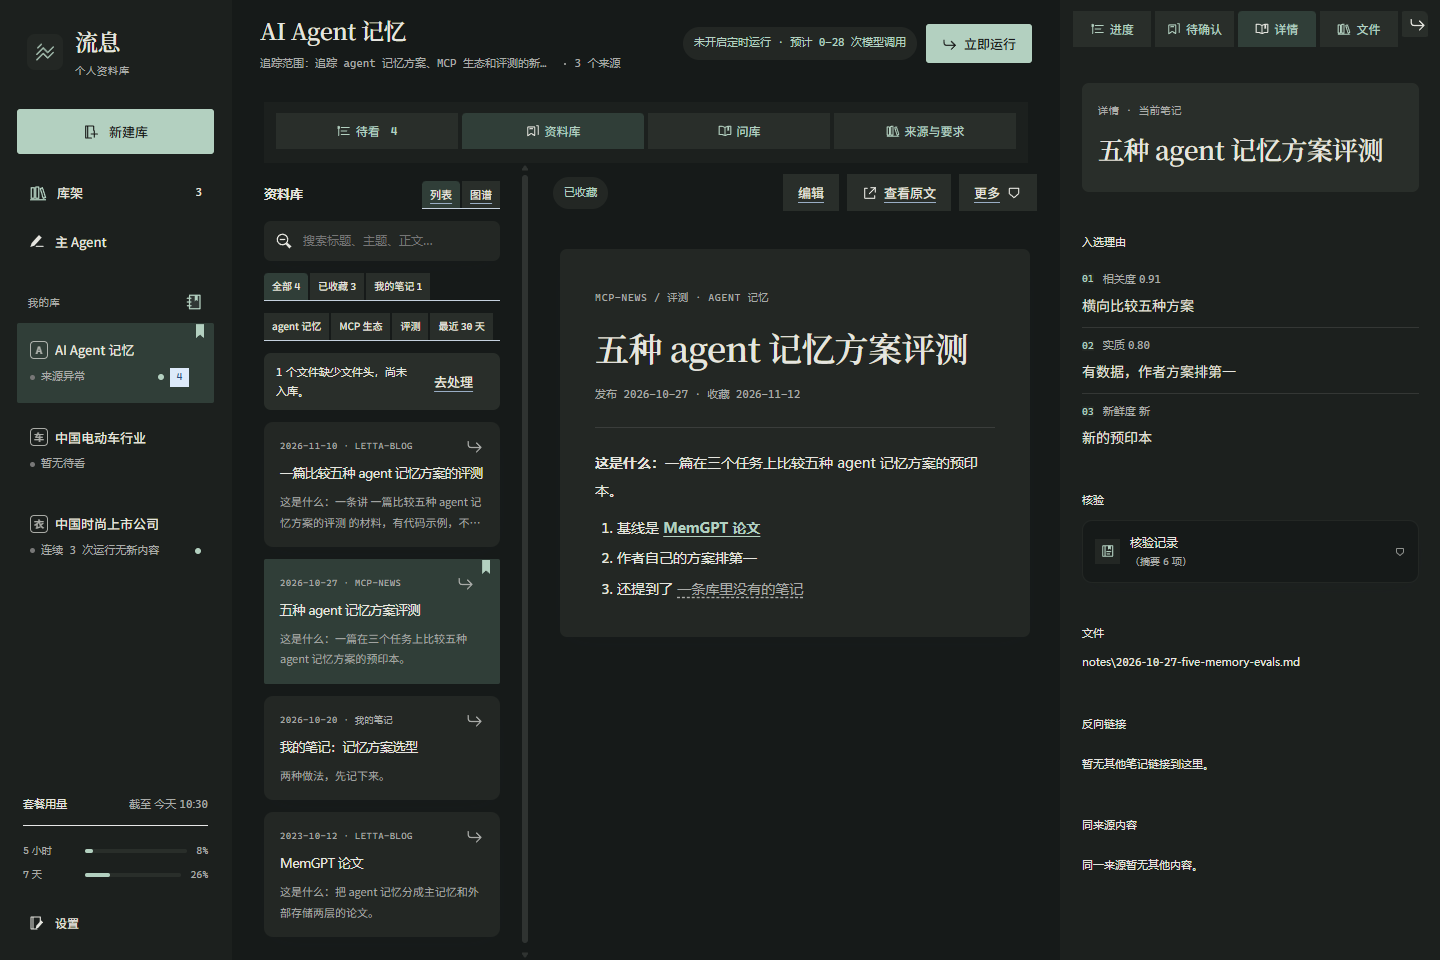 流息
个人资料库
新建库
库架 3
主 Agent
我的库
A AI Agent 记忆
来源异常 4
车 中国电动车行业
暂无待看
衣 中国时尚上市公司
连续 3 次运行无新内容
套餐用量 截至 今天 10:30
5 小时 8%
7 天 26%
设置
AI Agent 记忆
追踪范围：追踪 agent 记忆方案、MCP 生态和评测的新… · 3 个来源
未开启定时运行 · 预计 0–28 次模型调用
立即运行
待看 4
资料库
问库
来源与要求
资料库
列表 图谱
搜索标题、主题、正文...
全部 4 已收藏 3 我的笔记 1
agent 记忆 MCP 生态 评测 最近 30 天
1 个文件缺少文件头，尚未
入库。
去处理
2026-11-10 · LETTA-BLOG
一篇比较五种 agent 记忆方案的评测
这是什么：一条讲 一篇比较五种 agent 记
忆方案的评测 的材料，有代码示例，不…
2026-10-27 · MCP-NEWS
五种 agent 记忆方案评测
这是什么：一篇在三个任务上比较五种
agent 记忆方案的预印本。
2026-10-20 · 我的笔记
我的笔记：记忆方案选型
两种做法，先记下来。
2023-10-12 · LETTA-BLOG
MemGPT 论文
这是什么：把 agent 记忆分成主记忆和外
部存储两层的论文。
已收藏
编辑
查看原文
更多
MCP-NEWS / 评测 · AGENT 记忆
五种 agent 记忆方案评测
发布 2026-10-27 · 收藏 2026-11-12
这是什么：一篇在三个任务上比较五种 agent 记忆方案的预印
本。
1. 基线是 MemGPT 论文
2. 作者自己的方案排第一
3. 还提到了 一条库里没有的笔记
进度
待确认
详情
文件
详情 · 当前笔记
五种 agent 记忆方案评测
入选理由
01 相关度 0.91
横向比较五种方案
02 实质 0.80
有数据，作者方案排第一
03 新鲜度 新
新的预印本
核验
核验记录
（摘要 6 项）
文件
notes\2026-10-27-five-memory-evals.md
反向链接
暂无其他笔记链接到这里。
同来源内容
同一来源暂无其他内容。